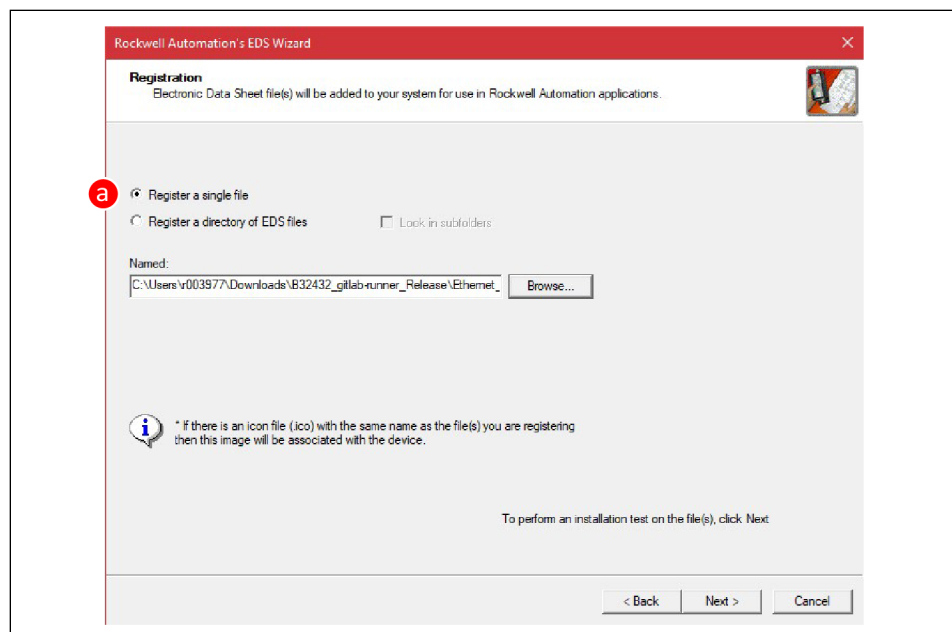 Rockwell Automation's EDS Wizard
Registration
Electronic Data Sheet file(s) will be added to your system for use in Rockwell Automation applications.
a
Register a single file
Register a directory of EDS files Look in subfolders
Named:
C:\Users\r003977\Downloads\B32432_gitlab-runner_Release\Ethernet_ Browse...
i
* If there is an icon file (.ico) with the same name as the file(s) you are registering
then this image will be associated with the device.
To perform an installation test on the file(s), click Next
< Back Next > Cancel